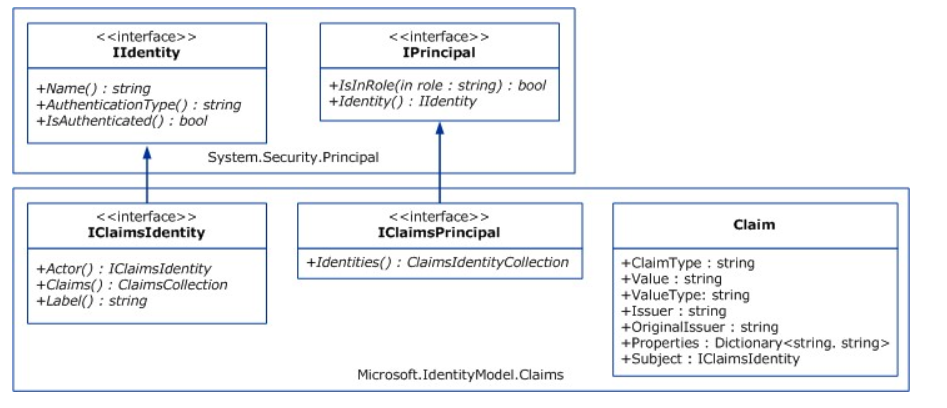 <<interface>>
IIdentity
+Name() : string
+AuthenticationType() : string
+IsAuthenticated() : bool
<<interface>>
IPrincipal
+IsInRole(in role : string) : bool
+Identity() : IIdentity
System.Security.Principal
<<interface>>
IClaimsIdentity
+Actor() : IClaimsIdentity
+Claims() : ClaimsCollection
+Label() : string
<<interface>>
IClaimsPrincipal
+Identities() : ClaimsIdentityCollection
Claim
+ClaimType : string
+Value : string
+ValueType: string
+Issuer : string
+OriginalIssuer : string
+Properties : Dictionary<string. string>
+Subject : IClaimsIdentity
Microsoft.IdentityModel.Claims